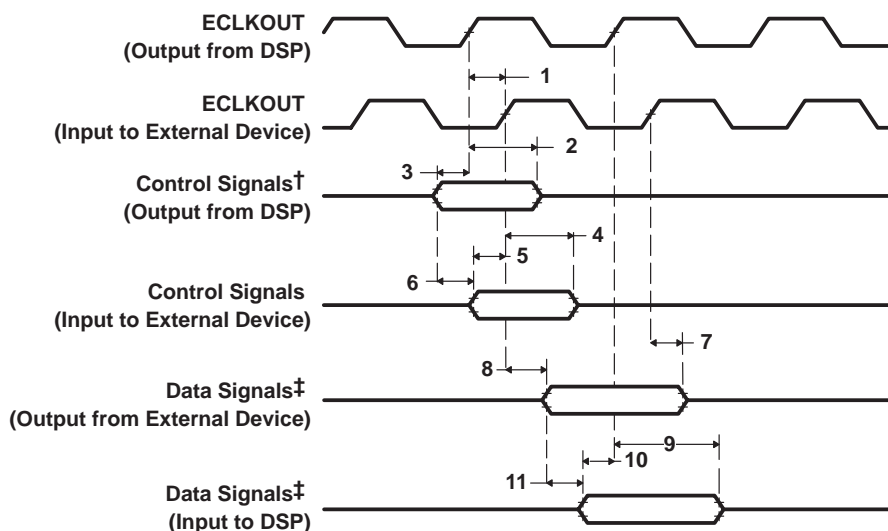 ECLKOUT
(Output from DSP)
1
ECLKOUT
(Input to External Device)
2
3
Control Signals†
(Output from DSP)
4
5
6
Control Signals
(Input to External Device)
7
8
Data Signals‡
(Output from External Device)
9
10
11
Data Signals‡
(Input to DSP)